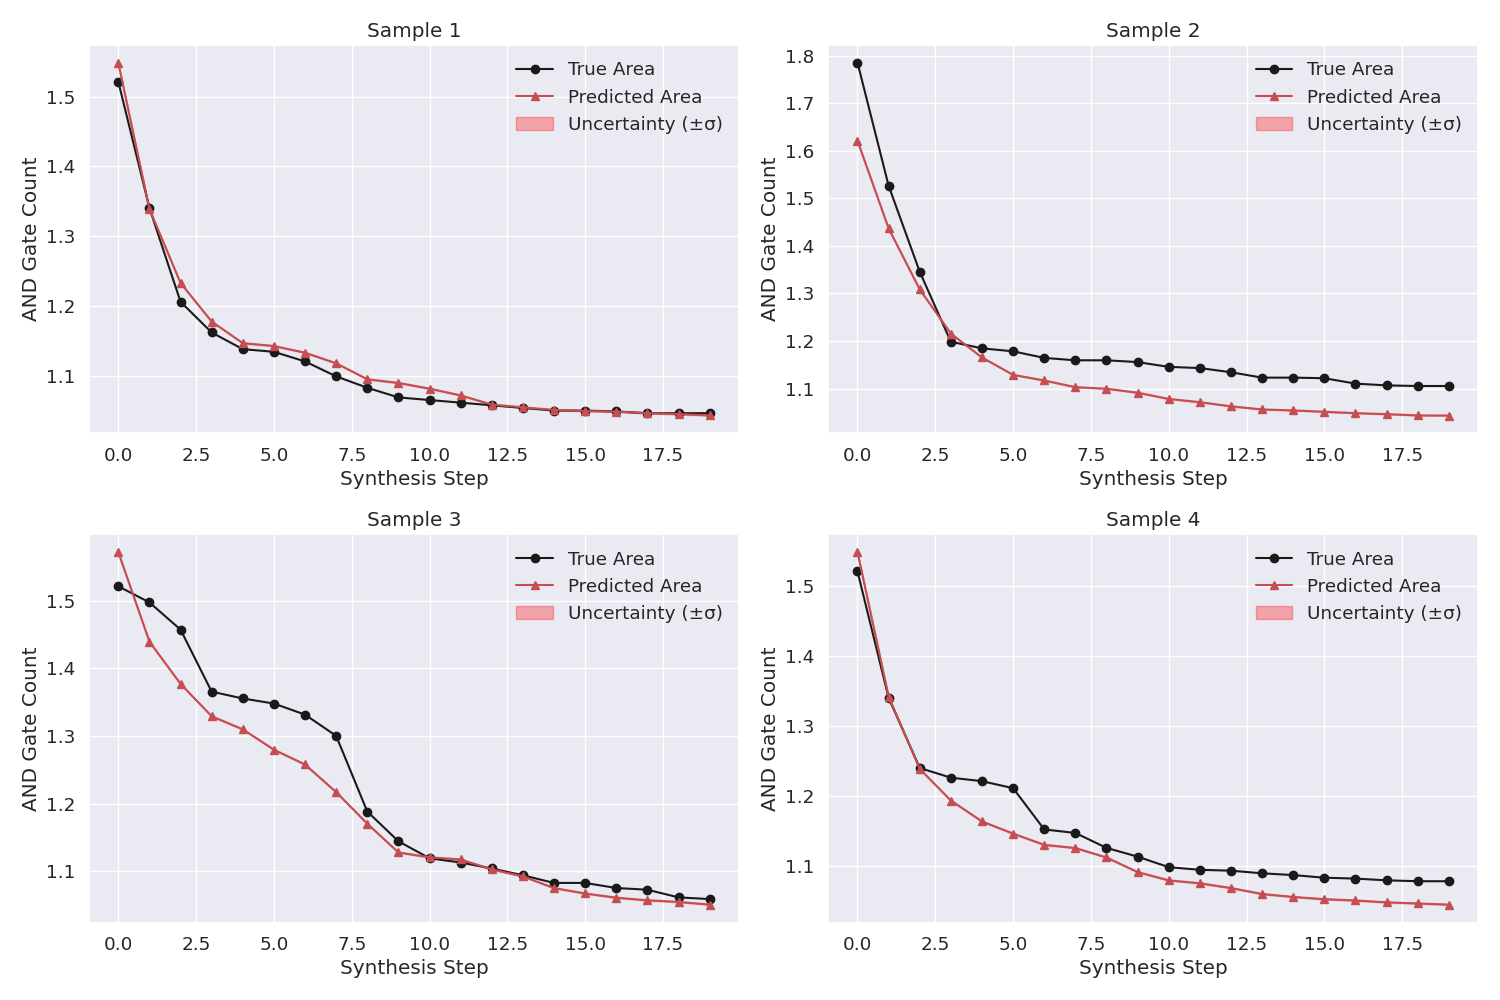 Sample 1
True Area
Predicted Area
Uncertainty (±σ)
AND Gate Count
1.5
1.4
1.3
1.2
1.1
0.0 2.5 5.0 7.5 10.0 12.5 15.0 17.5
Synthesis Step
Sample 2
True Area
Predicted Area
Uncertainty (±σ)
AND Gate Count
1.8
1.7
1.6
1.5
1.4
1.3
1.2
1.1
0.0 2.5 5.0 7.5 10.0 12.5 15.0 17.5
Synthesis Step
Sample 3
True Area
Predicted Area
Uncertainty (±σ)
AND Gate Count
1.5
1.4
1.3
1.2
1.1
0.0 2.5 5.0 7.5 10.0 12.5 15.0 17.5
Synthesis Step
Sample 4
True Area
Predicted Area
Uncertainty (±σ)
AND Gate Count
1.5
1.4
1.3
1.2
1.1
0.0 2.5 5.0 7.5 10.0 12.5 15.0 17.5
Synthesis Step